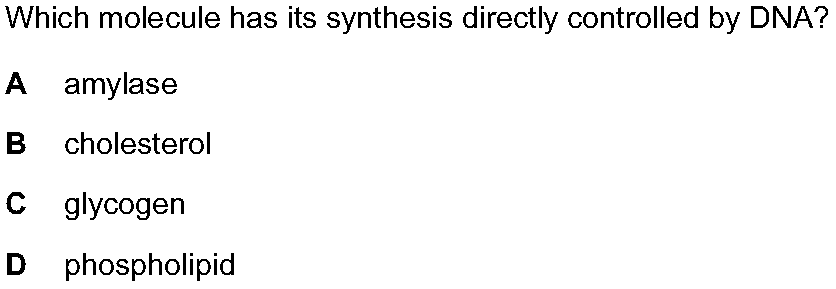 Which molecule has its synthesis directly controlled by DNA?
A amylase
B cholesterol
C glycogen
D phospholipid